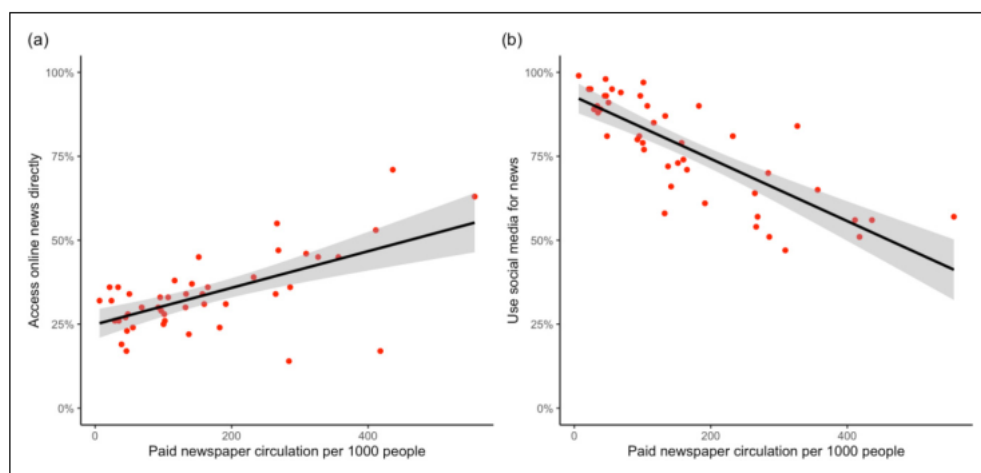 (a)
100%
75%
50%
25%
0%
Access online news directly
0
200
400
Paid newspaper circulation per 1000 people
(b)
100%
75%
50%
25%
0%
Use social media for news
0
200
400
Paid newspaper circulation per 1000 people